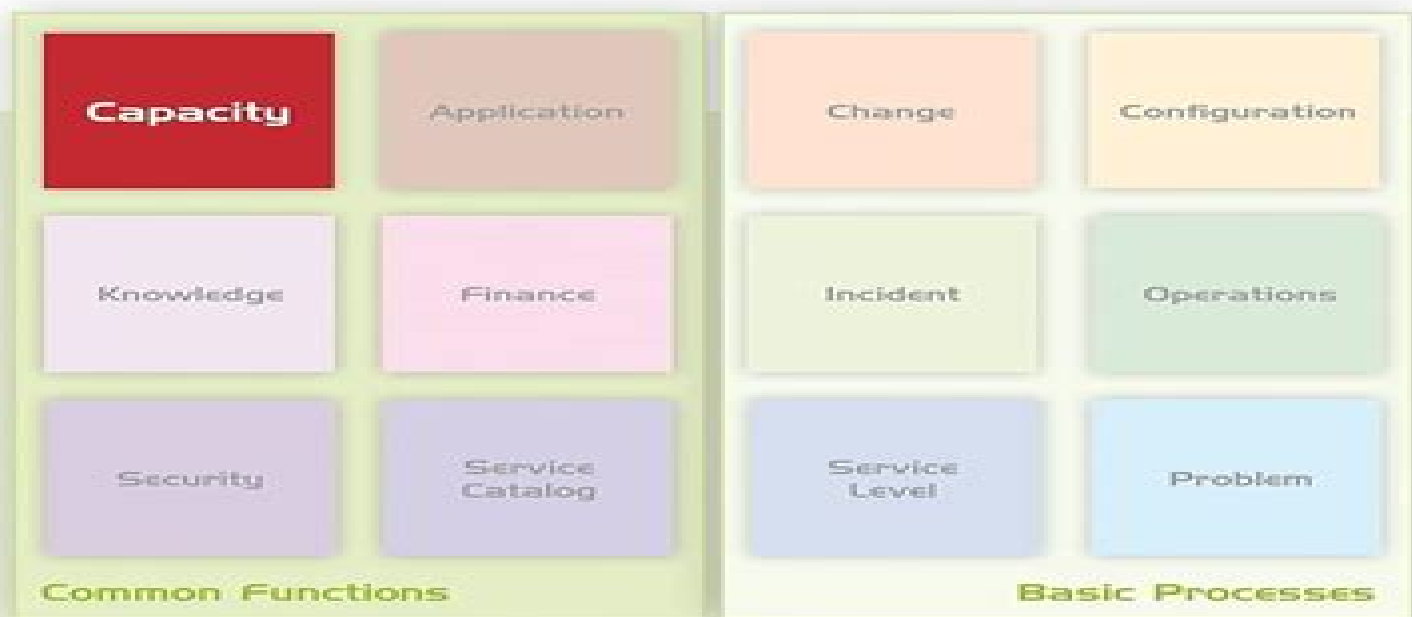 Capacity
Application
Change
Configuration
Knowledge
Finance
Incident
Operations
Security
Service
Catalog
Service
Level
Problem
Common Functions
Basic Processes